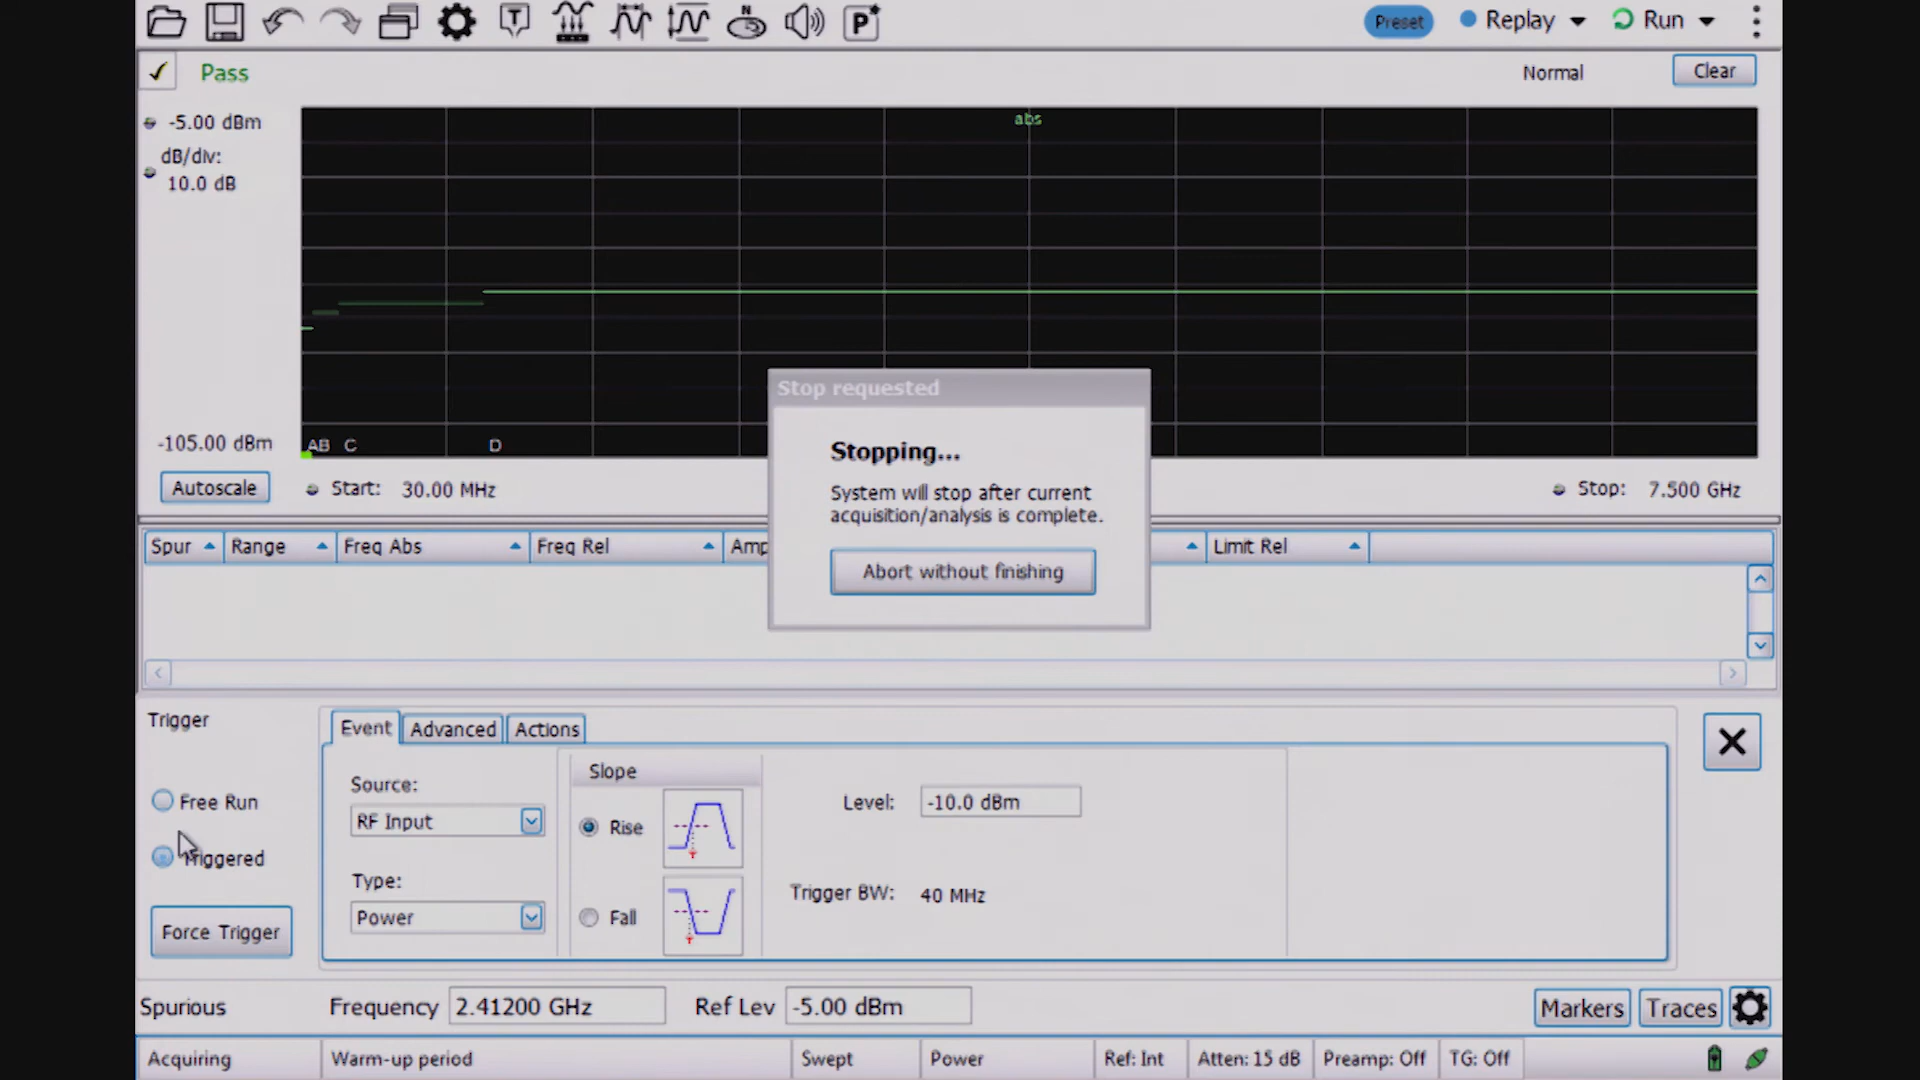 Preset Replay Run
Pass Normal Clear
-5.00 dBm abs
dB/div:
10.0 dB
-105.00 dBm AB C D
Autoscale Start: 30.00 MHz Stop: 7.500 GHz
Stop requested
Stopping...
System will stop after current
acquisition/analysis is complete.
Abort without finishing
Spur Range Freq Abs Freq Rel Amp Limit Rel
Trigger Event Advanced Actions
Free Run
Triggered
Force Trigger
Source:
RF Input
Type:
Power
Slope
Rise
Fall
Level: -10.0 dBm
Trigger BW: 40 MHz
Spurious Frequency 2.41200 GHz Ref Lev -5.00 dBm Markers Traces
Acquiring Warm-up period Swept Power Ref: Int Atten: 15 dB Preamp: Off TG: Off